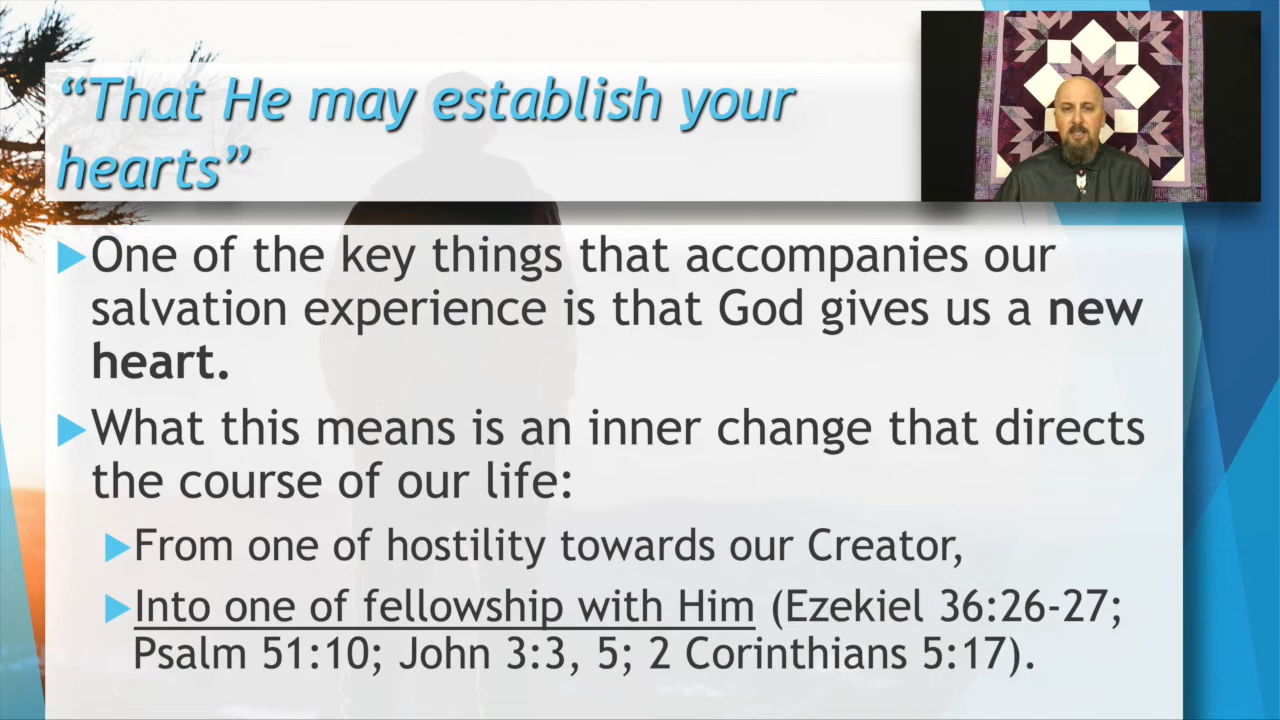 “That He may establish your
hearts”
One of the key things that accompanies our
salvation experience is that God gives us a new
heart.
What this means is an inner change that directs
the course of our life:
From one of hostility towards our Creator,
Into one of fellowship with Him (Ezekiel 36:26-27;
Psalm 51:10; John 3:3, 5; 2 Corinthians 5:17).